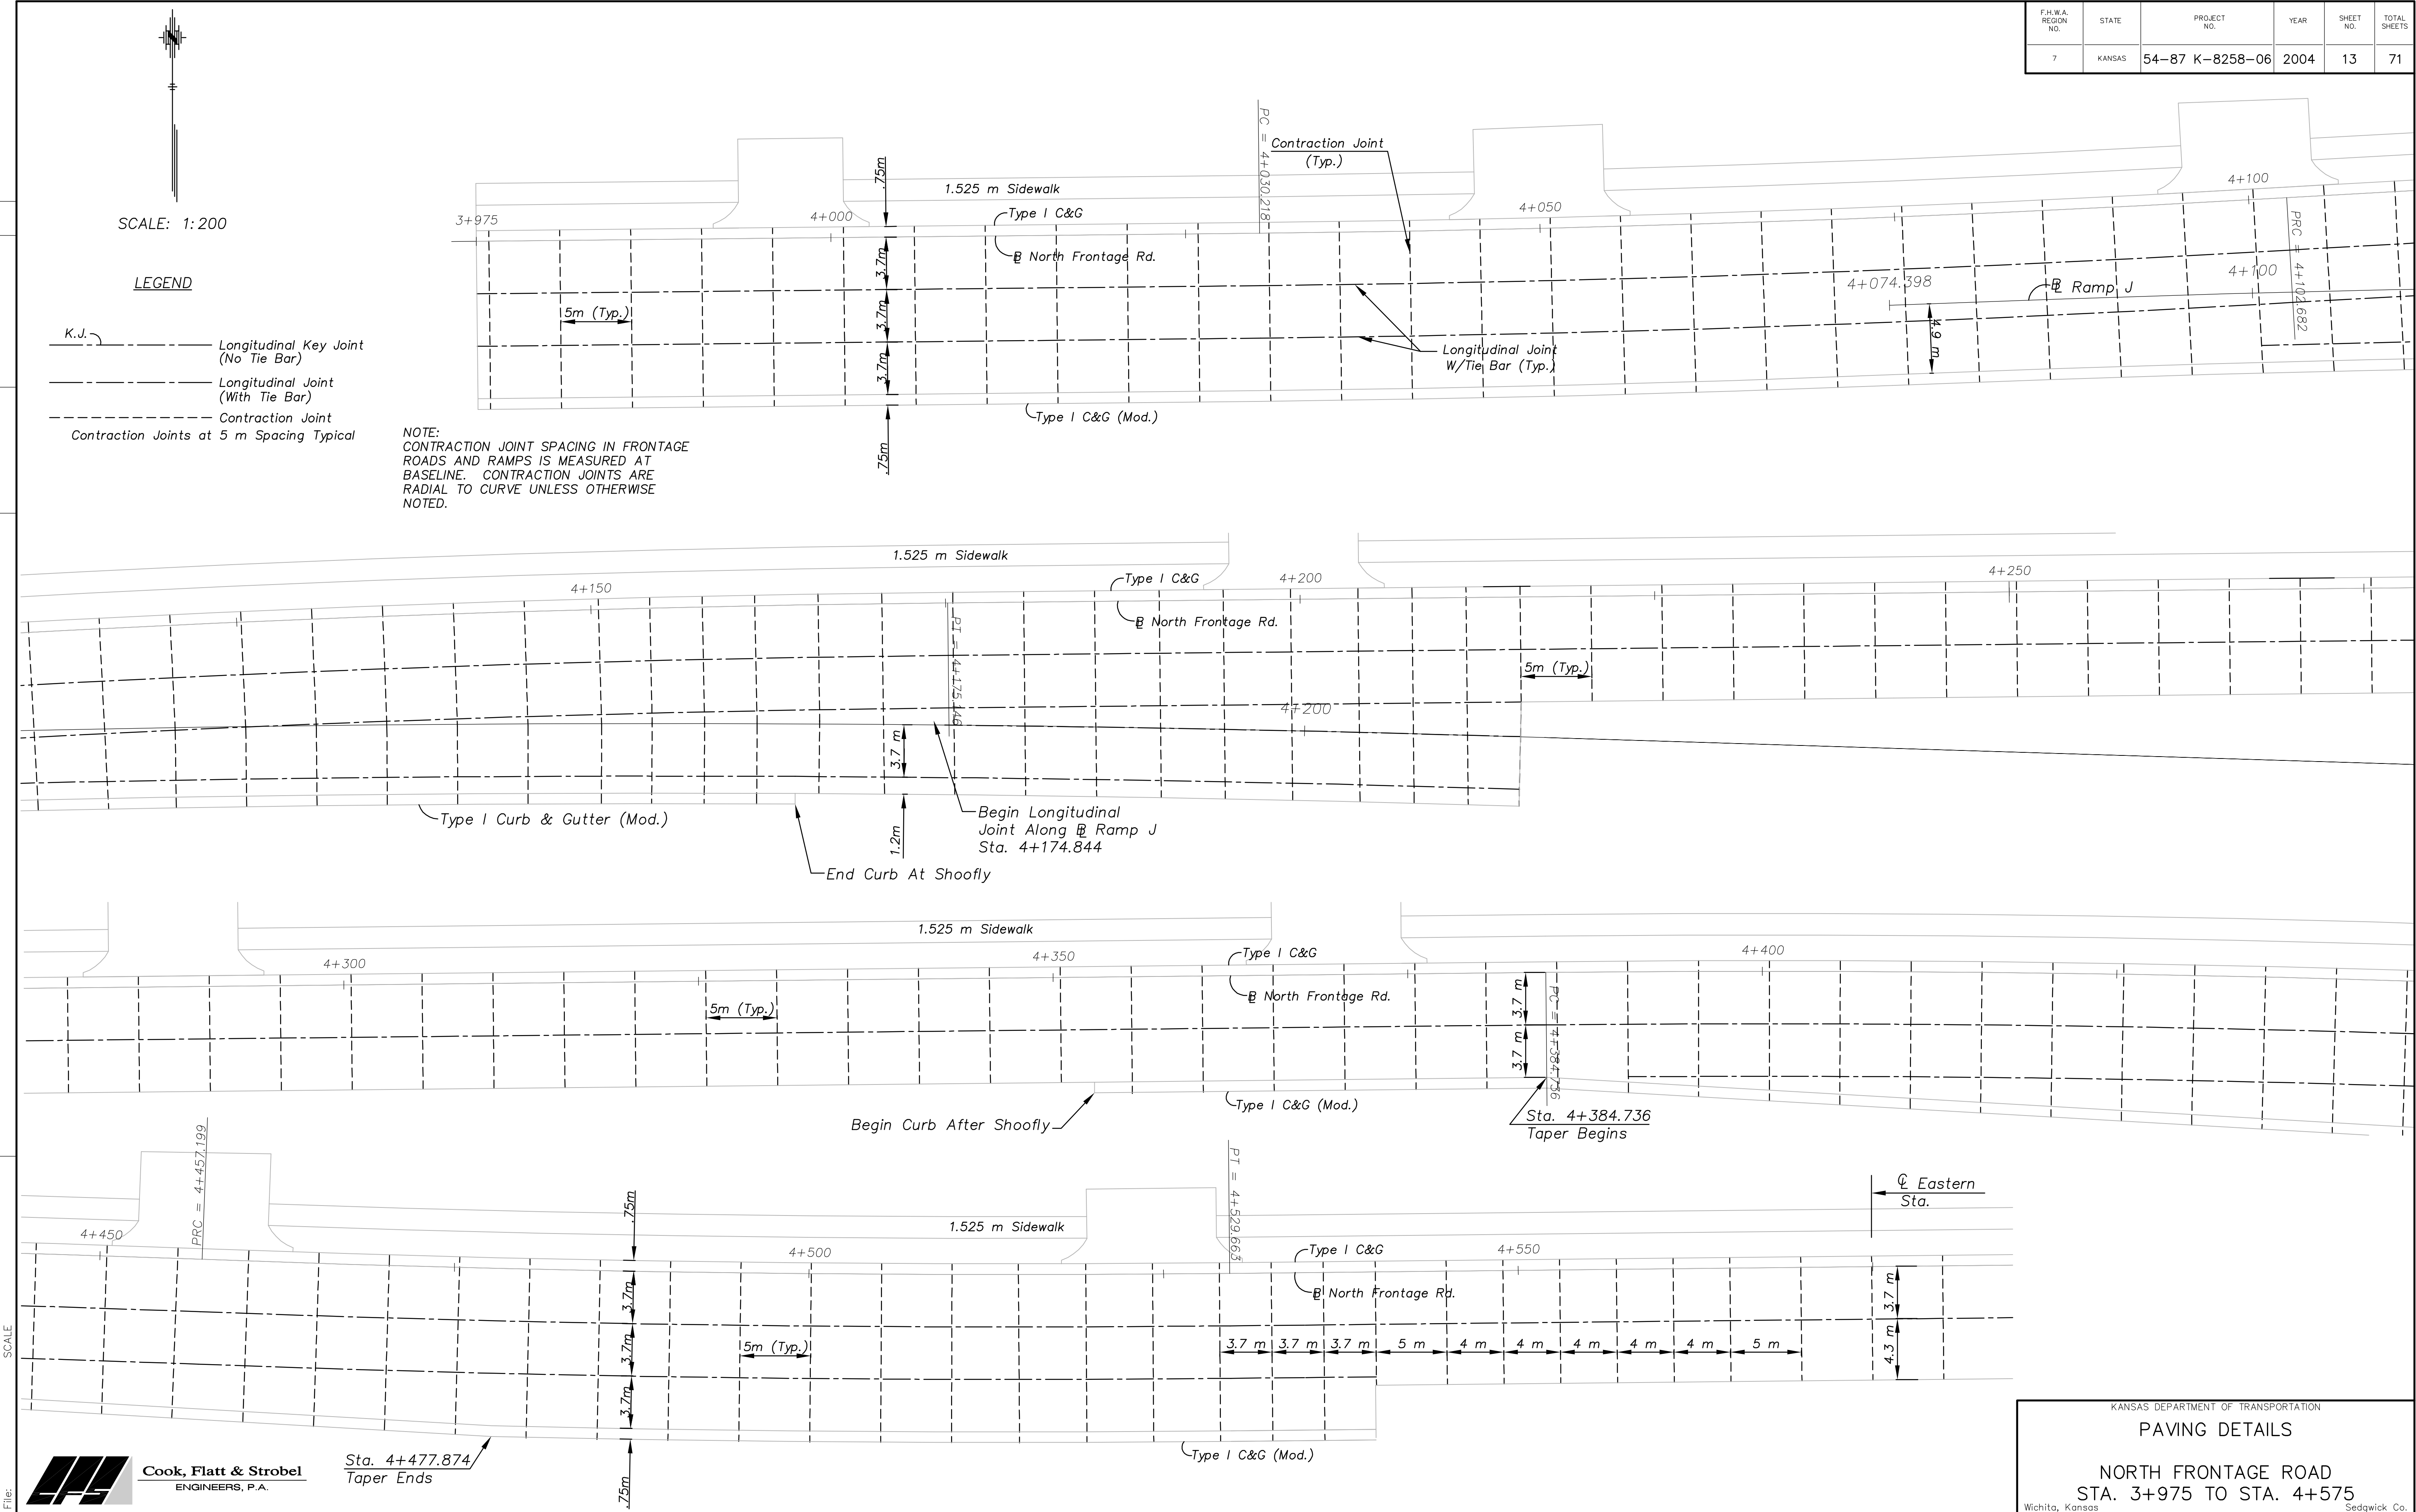 F.H.W.A. REGION NO.
STATE
PROJECT NO.
YEAR
SHEET NO.
TOTAL SHEETS
7
KANSAS
54-87 K-8258-06
2004
13
71
N
SCALE: 1:200
LEGEND
K.J.
Longitudinal Key Joint
(No Tie Bar)
Longitudinal Joint
(With Tie Bar)
Contraction Joint
Contraction Joints at 5 m Spacing Typical
NOTE:
CONTRACTION JOINT SPACING IN FRONTAGE
ROADS AND RAMPS IS MEASURED AT
BASELINE. CONTRACTION JOINTS ARE
RADIAL TO CURVE UNLESS OTHERWISE
NOTED.
3+975
4+000
.75m
1.525 m Sidewalk
Type I C&G
℄ North Frontage Rd.
PC = 4+030.218
Contraction Joint
(Typ.)
4+050
4+100
PRC = 4+102.682
4+100
4+074.398
℄ Ramp J
4.9 m
5m (Typ.)
3.7m
3.7m
3.7m
.75m
Longitudinal Joint
W/Tie Bar (Typ.)
Type I C&G (Mod.)
1.525 m Sidewalk
4+150
Type I C&G
4+200
4+250
℄ North Frontage Rd.
PT = 4+175.146
5m (Typ.)
4+200
3.7 m
1.2m
Type I Curb & Gutter (Mod.)
Begin Longitudinal
Joint Along ℄ Ramp J
Sta. 4+174.844
End Curb At Shoofly
1.525 m Sidewalk
4+300
4+350
Type I C&G
4+400
℄ North Frontage Rd.
5m (Typ.)
3.7 m
3.7 m
PC = 4+384.736
Type I C&G (Mod.)
Begin Curb After Shoofly
Sta. 4+384.736
Taper Begins
PRC = 4+457.199
4+450
.75m
1.525 m Sidewalk
4+500
PT = 4+529.663
Type I C&G
4+550
℄ Eastern
Sta.
℄ North Frontage Rd.
3.7m
3.7m
3.7m
.75m
5m (Typ.)
3.7 m
3.7 m
3.7 m
5 m
4 m
4 m
4 m
4 m
4 m
5 m
3.7 m
4.3 m
Type I C&G (Mod.)
Sta. 4+477.874
Taper Ends
CFS
Cook, Flatt & Strobel
ENGINEERS, P.A.
SCALE
File:
KANSAS DEPARTMENT OF TRANSPORTATION
PAVING DETAILS
NORTH FRONTAGE ROAD
STA. 3+975 TO STA. 4+575
Wichita, Kansas
Sedgwick Co.